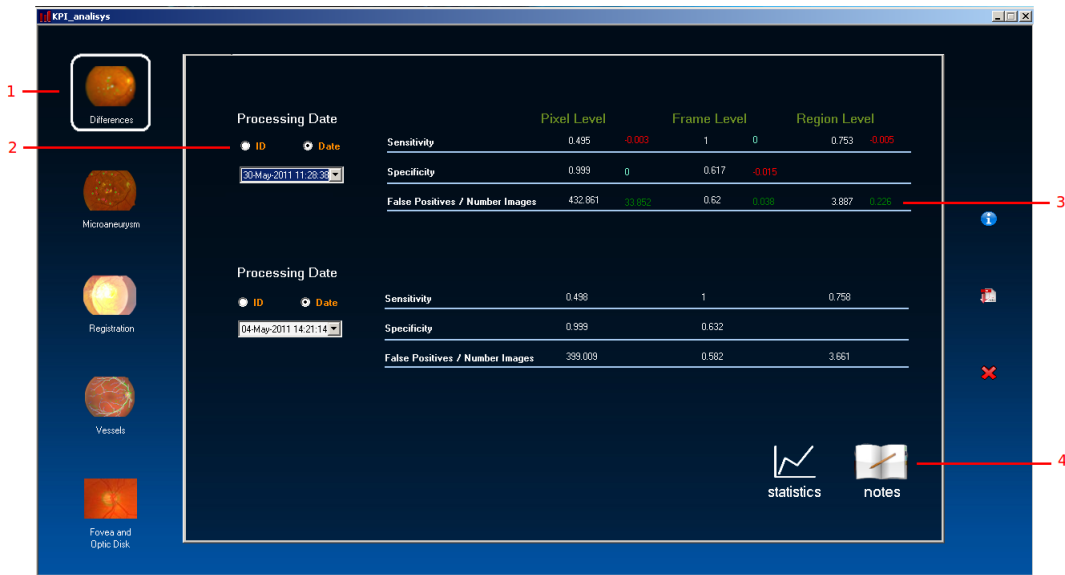 KPI_analisys
1
Differences
2
Microaneurysm
Registration
Vessels
Fovea and
Optic Disk
Processing Date
ID Date
30-May-2011 11:28:38
Pixel Level Frame Level Region Level
Sensitivity 0.495 -0.003 1 0 0.753 -0.005
Specificity 0.999 0 0.617 -0.015
False Positives / Number Images 432.861 33.852 0.62 0.038 3.887 0.226
3
Processing Date
ID Date
04-May-2011 14:21:14
Sensitivity 0.498 1 0.758
Specificity 0.999 0.632
False Positives / Number Images 399.009 0.582 3.661
statistics notes
4